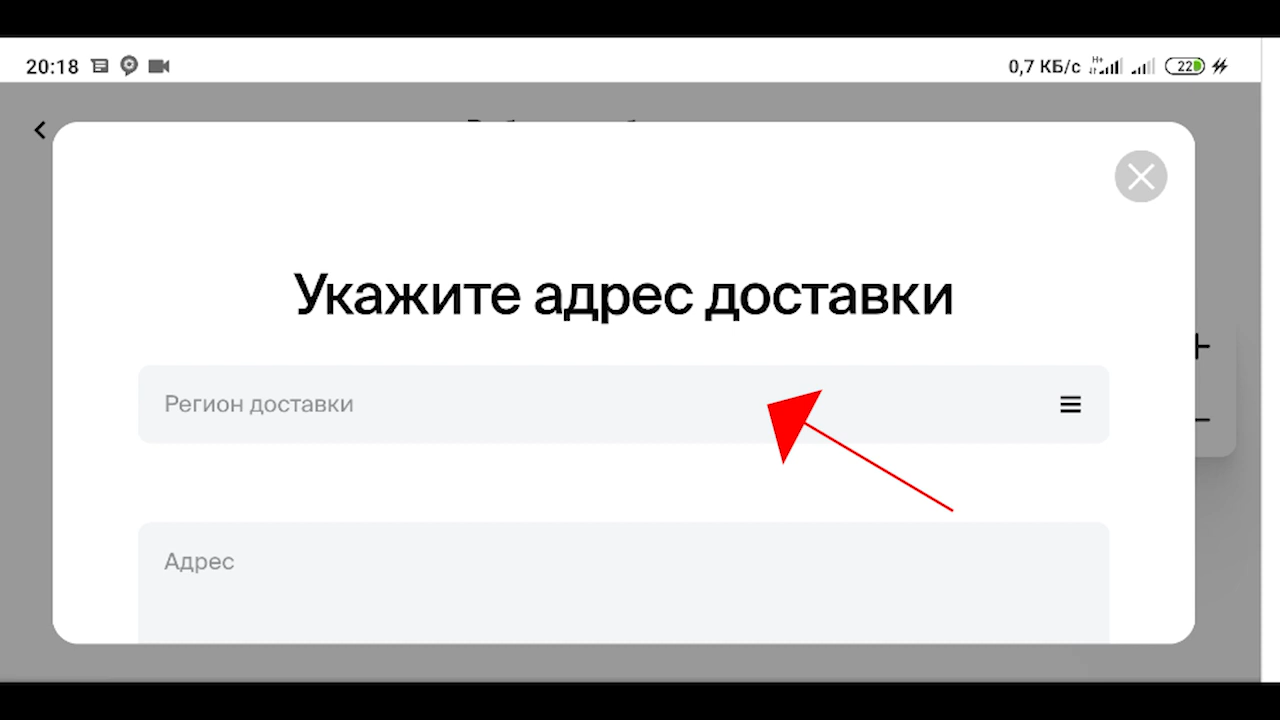 20:18 0,7 КБ/с H+ 22
Укажите адрес доставки
Регион доставки
Адрес